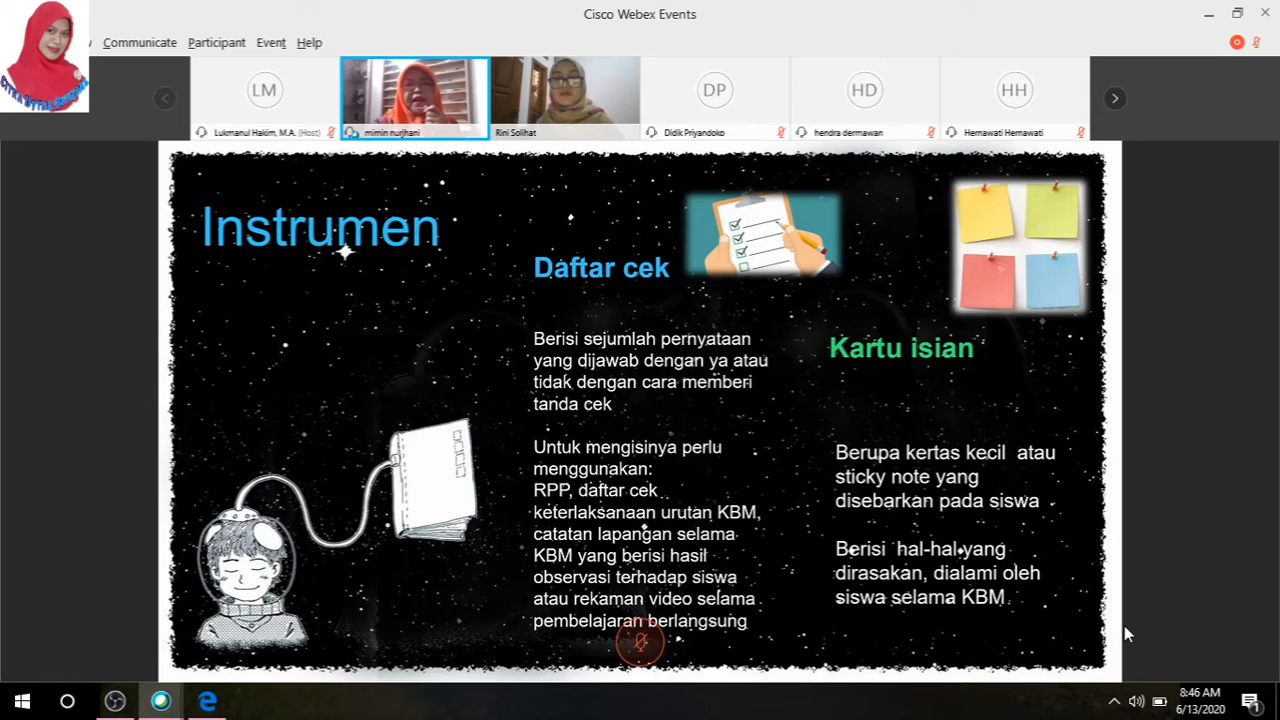 Cisco Webex Events
Communicate Participant Event Help
CITRA
LM
DP
HD
HH
Lukmanul Hakim, M.A. (Host)
mimin nurjhani
Rini Solihat
Didik Priyandoko
hendra dermawan
Hernawati Hernawati
Instrumen
Daftar cek
Berisi sejumlah pernyataan
yang dijawab dengan ya atau
tidak dengan cara memberi
tanda cek
Untuk mengisinya perlu
menggunakan:
RPP, daftar cek
keterlaksanaan urutan KBM,
catatan lapangan selama
KBM yang berisi hasil
observasi terhadap siswa
atau rekaman video selama
pembelajaran berlangsung
Kartu isian
Berupa kertas kecil atau
sticky note yang
disebarkan pada siswa
Berisi hal-hal yang
dirasakan, dialami oleh
siswa selama KBM
8:46 AM
6/13/2020
1